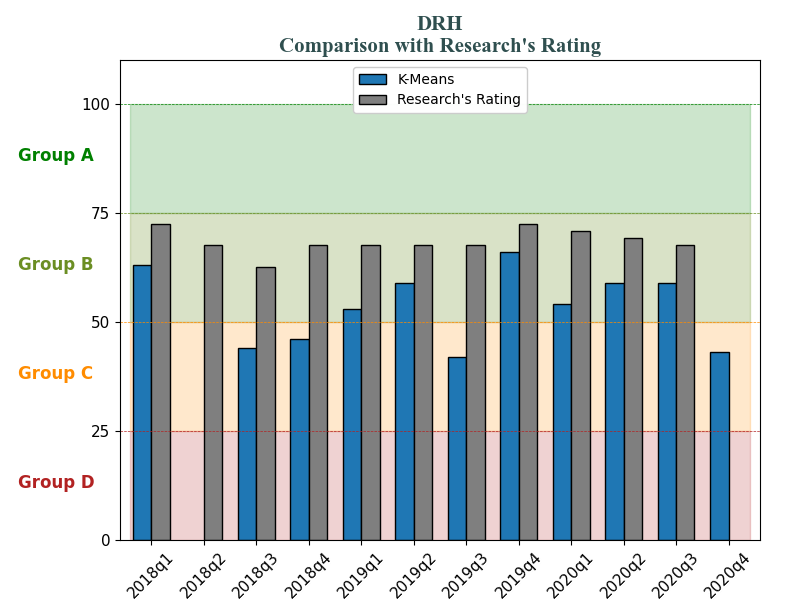 DRH
Comparison with Research's Rating
K-Means
Research's Rating
100
Group A
75
Group B
50
Group C
25
Group D
0
2018q1
2018q2
2018q3
2018q4
2019q1
2019q2
2019q3
2019q4
2020q1
2020q2
2020q3
2020q4